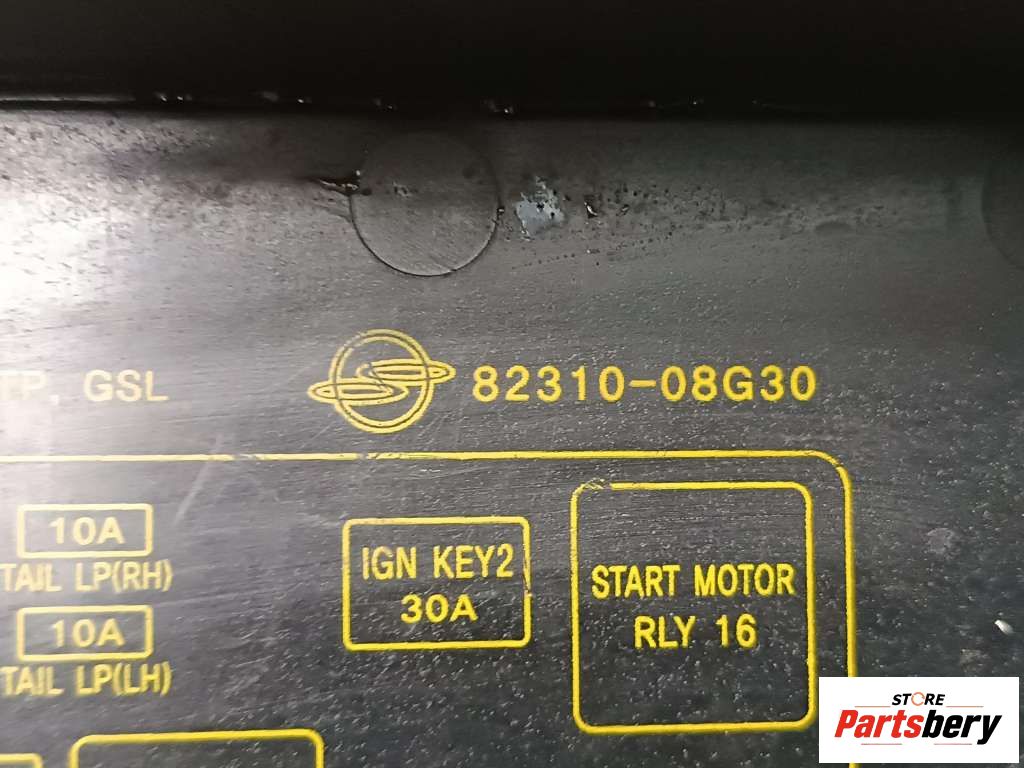 TP, GSL 82310-08G30
10A
TAIL LP(RH)
10A
TAIL LP(LH)
IGN KEY2
30A
START MOTOR
RLY 16
STORE
Partsbery